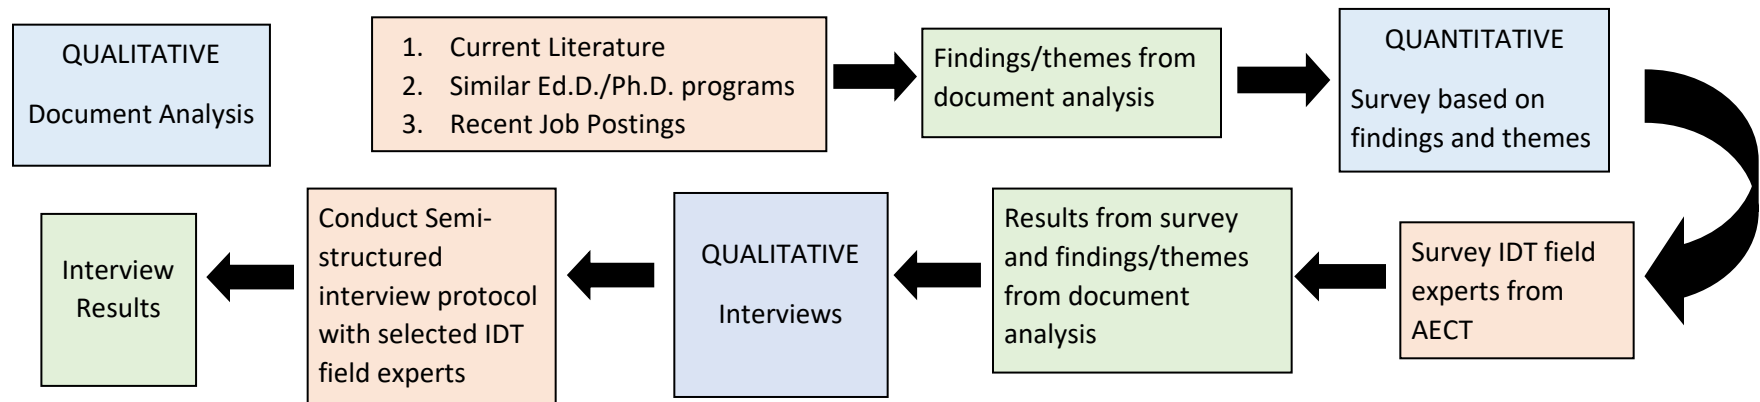 QUALITATIVE
Document Analysis
1. Current Literature
2. Similar Ed.D./Ph.D. programs
3. Recent Job Postings
Findings/themes from
document analysis
QUANTITATIVE
Survey based on
findings and themes
Survey IDT field
experts from
AECT
Results from survey
and findings/themes
from document
analysis
QUALITATIVE
Interviews
Conduct Semi-
structured
interview protocol
with selected IDT
field experts
Interview
Results